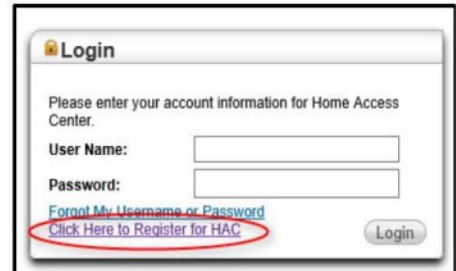 Login
Please enter your account information for Home Access
Center.
User Name:
Password:
Forgot My Username or Password
Click Here to Register for HAC
Login